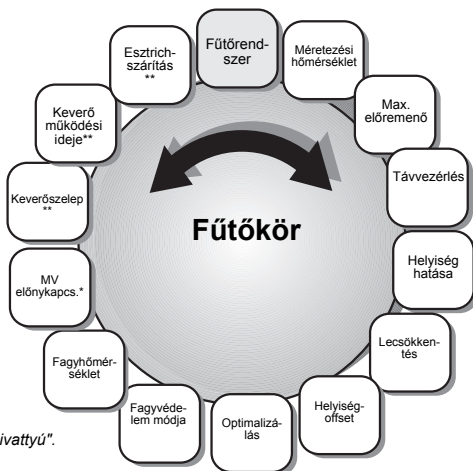 Fűtőrend-
szer
Méretezési
hőmérséklet
Max.
előremenő
Távvezérlés
Helyiség
hatása
Lecsökken-
tés
Helyiség-
offset
Optimalizá-
lás
Fagyvéde-
lem módja
Fagyhőmér-
séklet
MV
előnykapcs.*
Keverőszelep
**
Keverő
működési
ideje**
Esztrich-
szárítás
**
Fűtőkör
ivattyú".